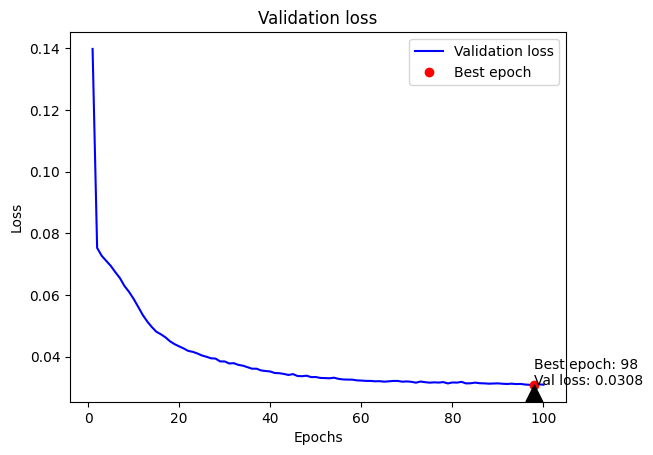 Validation loss
Validation loss
Best epoch
0.14
0.12
0.10
0.08
0.06
0.04
Loss
Best epoch: 98
Val loss: 0.0308
0
20
40
60
80
100
Epochs